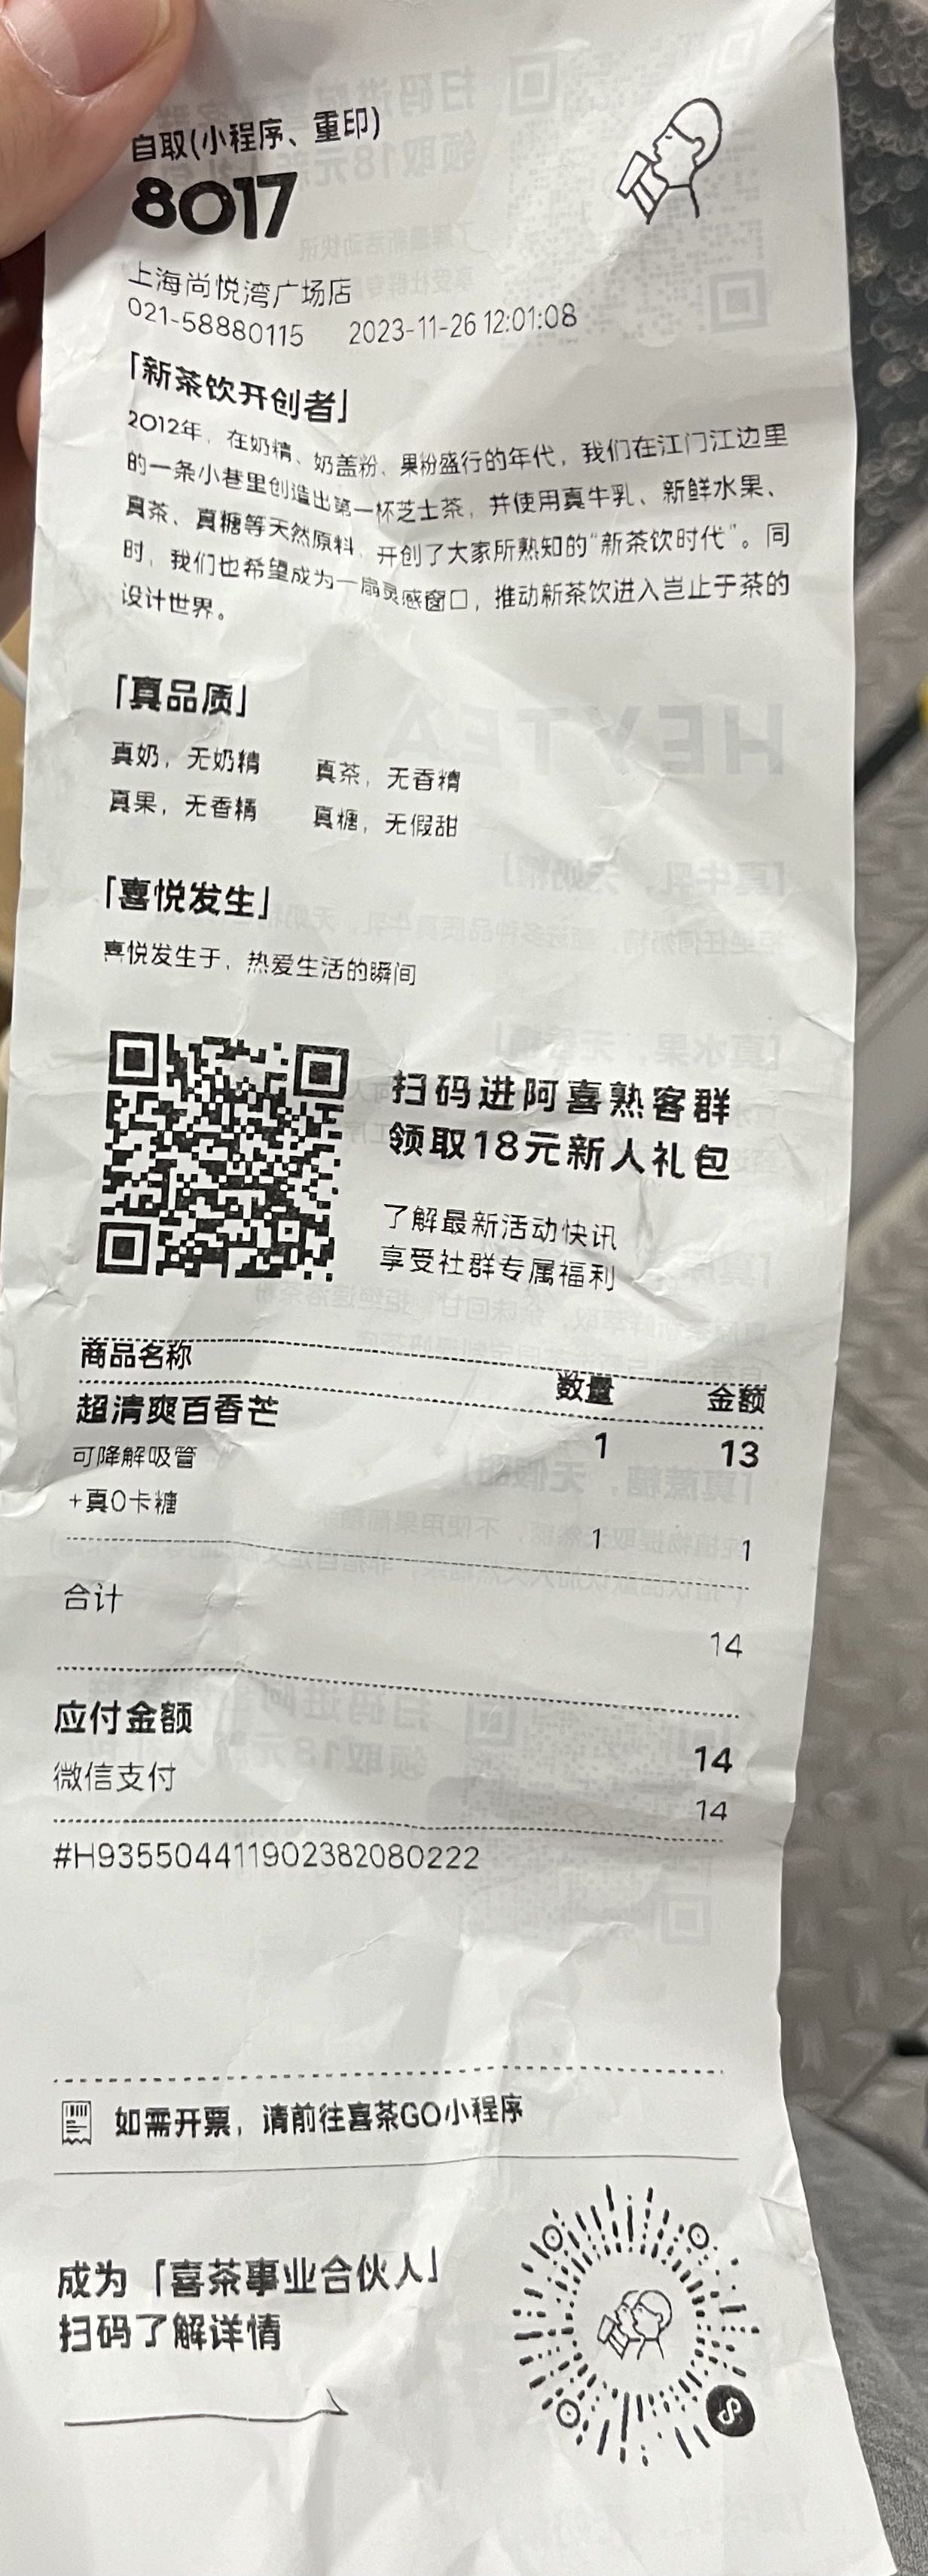 自取(小程序、重印)
8017
上海尚悦湾广场店
021-58880115 2023-11-26 12:01:08
「新茶饮开创者」
2012年，在奶精、奶盖粉、果粉盛行的年代，我们在江门江边里
的一条小巷里创造出第一杯芝士茶，并使用真牛乳、新鲜水果、
真茶、真糖等天然原料，开创了大家所熟知的“新茶饮时代”。同
时，我们也希望成为一扇灵感窗口，推动新茶饮进入岂止于茶的
设计世界。
「真品质」
真奶，无奶精 真茶，无香精
真果，无香精 真糖，无假甜
「喜悦发生」
喜悦发生于，热爱生活的瞬间
扫码进阿喜熟客群
领取18元新人礼包
了解最新活动快讯
享受社群专属福利
商品名称 数量 金额
超清爽百香芒 1 13
可降解吸管
+真0卡糖 1 1
合计 14
应付金额 14
微信支付 14
#H935504411902382080222
如需开票，请前往喜茶GO小程序
成为「喜茶事业合伙人」
扫码了解详情